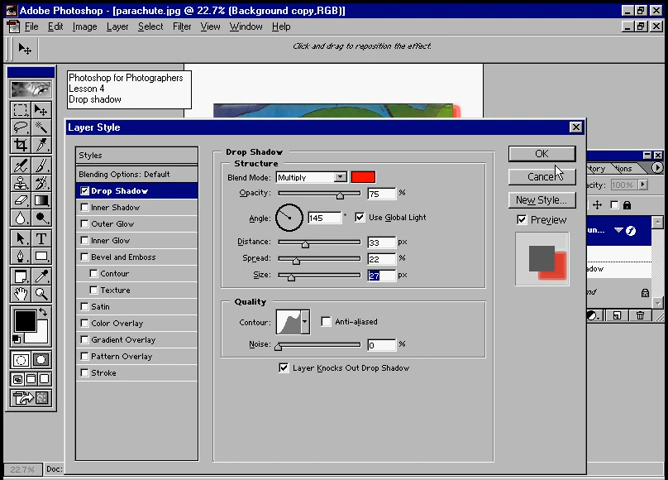 Adobe Photoshop - [parachute.jpg @ 22.7% (Background copy,RGB)]
File Edit Image Layer Select Filter View Window Help
Click and drag to reposition the effect.
Photoshop for Photographers
Lesson 4
Drop shadow
Layer Style
Styles
Blending Options: Default
Drop Shadow
Inner Shadow
Outer Glow
Inner Glow
Bevel and Emboss
Contour
Texture
Satin
Color Overlay
Gradient Overlay
Pattern Overlay
Stroke
Drop Shadow
Structure
Blend Mode: Multiply
Opacity: 75 %
Angle: 145 ° Use Global Light
Distance: 33 px
Spread: 22 %
Size: 27 px
Quality
Contour: Anti-aliased
Noise: 0 %
Layer Knocks Out Drop Shadow
OK
Cancel
New Style...
Preview
tory
acity: 100%
un...
adow
d
22.7% Doc: